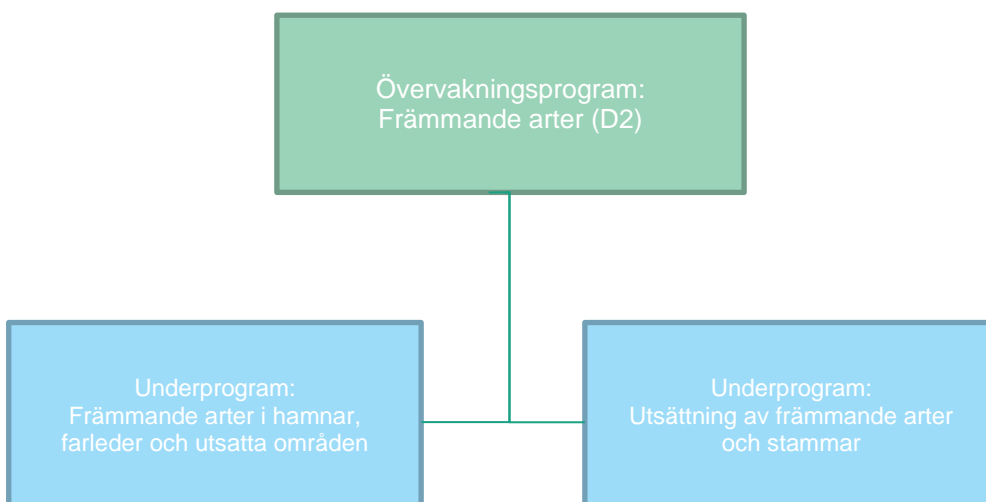 Övervakningsprogram:
Främmande arter (D2)
Underprogram:
Främmande arter i hamnar,
farleder och utsatta områden
Underprogram:
Utsättning av främmande arter
och stammar